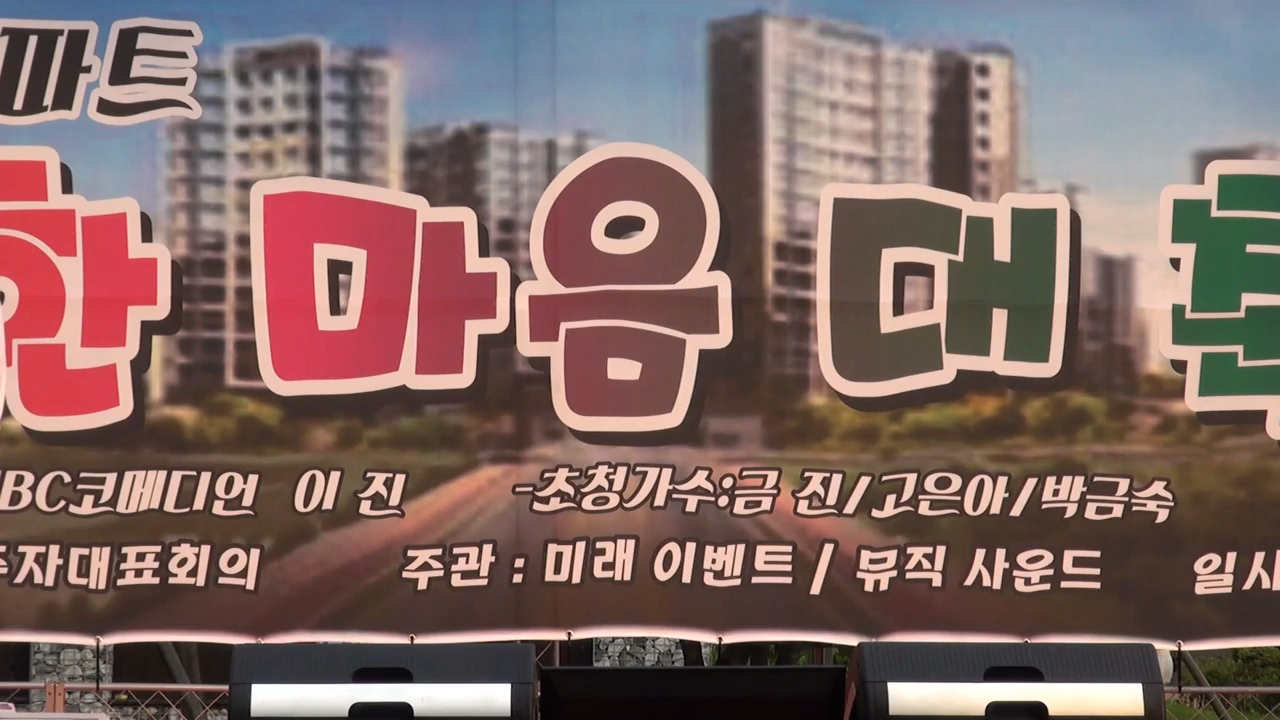 파트
한 마음 대
BC코메디언 이 진 -초청가수:금 진/고은아/박금숙
주자대표회의 주관 : 미래 이벤트 / 뮤직 사운드 일시